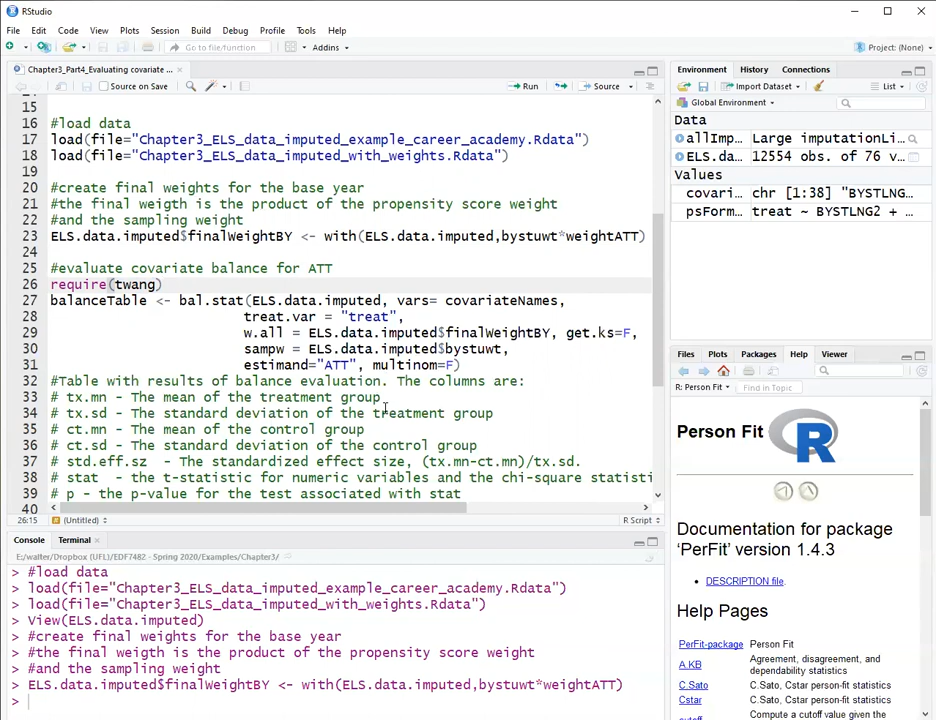 RStudio
File Edit Code View Plots Session Build Debug Profile Tools Help
Go to file/function
Addins
Project: (None)
Chapter3_Part4_Evaluating covariate ...
Source on Save
Run
Source
15
16 #load data
17 load(file="Chapter3_ELS_data_imputed_example_career_academy.Rdata")
18 load(file="Chapter3_ELS_data_imputed_with_weights.Rdata")
19
20 #create final weights for the base year
21 #the final weigth is the product of the propensity score weight
22 #and the sampling weight
23 ELS.data.imputed$finalWeightBY <- with(ELS.data.imputed,bystuwt*weightATT)
24
25 #evaluate covariate balance for ATT
26 require(twang)
27 balanceTable <- bal.stat(ELS.data.imputed, vars= covariateNames,
28 treat.var = "treat",
29 w.all = ELS.data.imputed$finalWeightBY, get.ks=F,
30 sampw = ELS.data.imputed$bystuwt,
31 estimand="ATT", multinom=F)
32 #Table with results of balance evaluation. The columns are:
33 # tx.mn - The mean of the treatment group
34 # tx.sd - The standard deviation of the treatment group
35 # ct.mn - The mean of the control group
36 # ct.sd - The standard deviation of the control group
37 # std.eff.sz - The standardized effect size, (tx.mn-ct.mn)/tx.sd.
38 # stat - the t-statistic for numeric variables and the chi-square statisti
39 # p - the p-value for the test associated with stat
40
26:15 (Untitled) R Script
Console Terminal
E:/walter/Dropbox (UFL)/EDF7482 - Spring 2020/Examples/Chapter3/
> #load data
> load(file="Chapter3_ELS_data_imputed_example_career_academy.Rdata")
> load(file="Chapter3_ELS_data_imputed_with_weights.Rdata")
> View(ELS.data.imputed)
> #create final weights for the base year
> #the final weigth is the product of the propensity score weight
> #and the sampling weight
> ELS.data.imputed$finalWeightBY <- with(ELS.data.imputed,bystuwt*weightATT)
>
Environment History Connections
Import Dataset
List
Global Environment
Data
allImp… Large imputationLi…
ELS.da… 12554 obs. of 76 v…
Values
covari… chr [1:38] "BYSTLNG…
psForm… treat ~ BYSTLNG2 + …
Files Plots Packages Help Viewer
R: Person Fit
Find in Topic
Person Fit
R
Documentation for package
‘PerFit’ version 1.4.3
DESCRIPTION file.
Help Pages
PerFit-package Person Fit
A.KB Agreement, disagreement, and
dependability statistics
C.Sato C.Sato, Cstar person-fit statistics
Cstar C.Sato, Cstar person-fit statistics
cutoff Compute a cutoff value given the